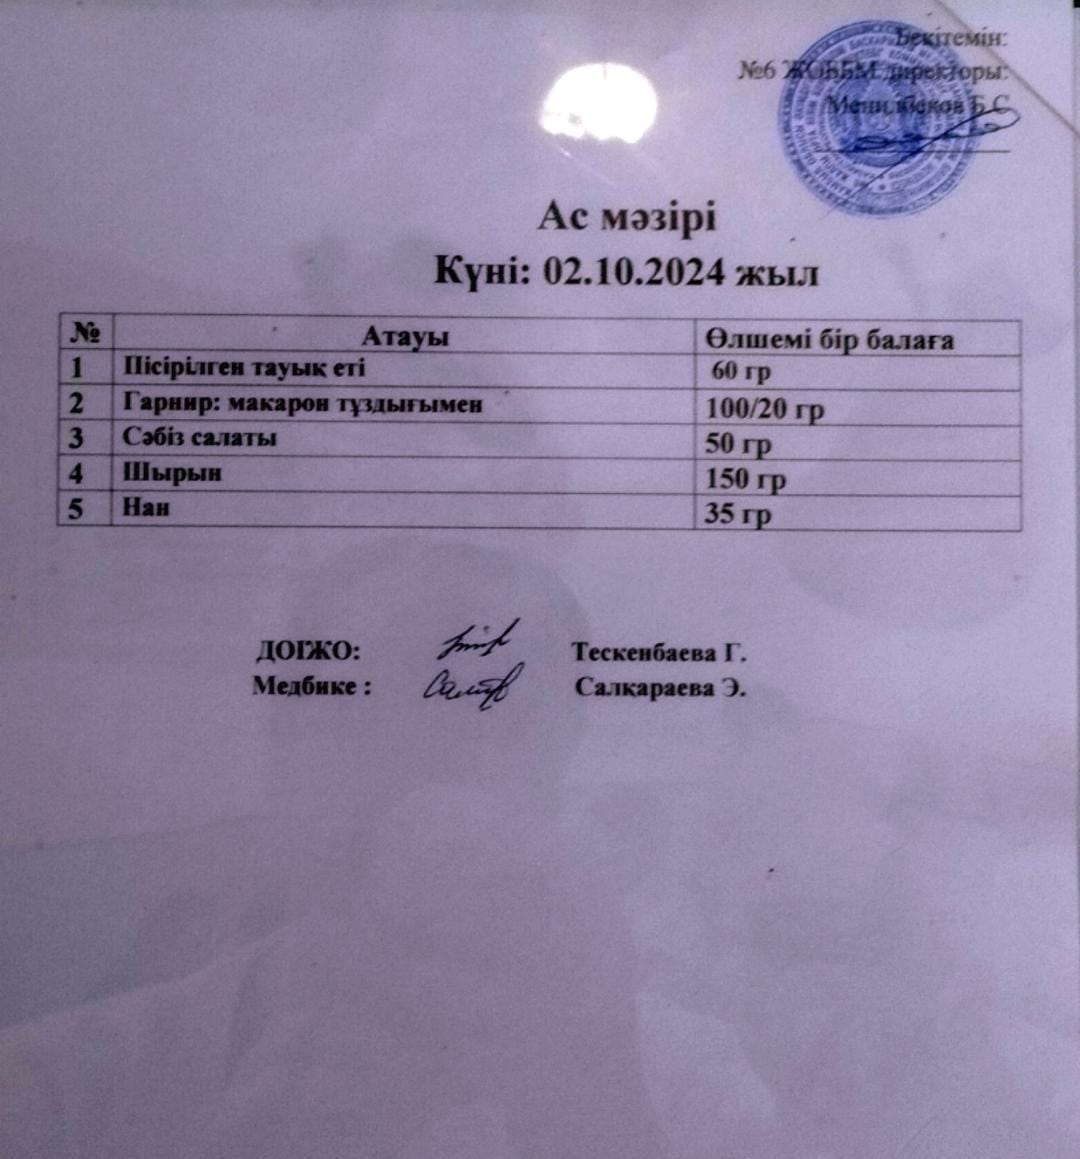 Бекітемін:
№6 ЖОББМ директоры:
Б.С
Ас мәзірі
Күні: 02.10.2024 жыл
№ Атауы Өлшемі бір балаға
1 Пісірілген тауық еті 60 гр
2 Гарнир: макарон тұздығымен 100/20 гр
3 Сәбіз салаты 50 гр
4 Шырын 150 гр
5 Нан 35 гр
ДОІЖО: Тескенбаева Г.
Медбике : Салқараева Э.